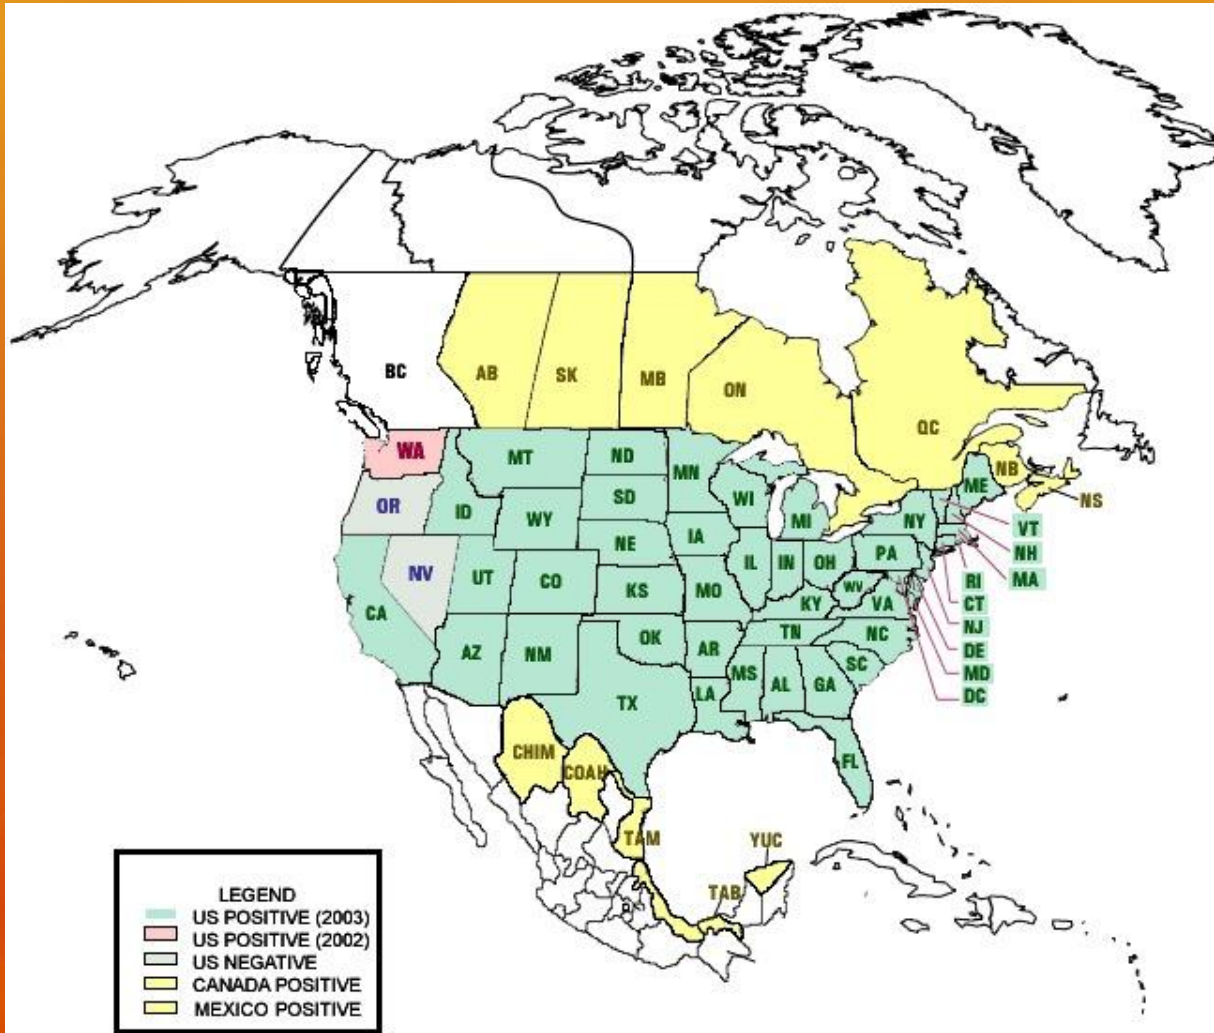 BC
AB
SK
MB
ON
QC
NB
NS
WA
MT
ND
MN
ME
OR
ID
SD
WI
MI
NY
VT
WY
NH
NE
IA
PA
MA
NV
UT
CO
IL
IN
OH
RI
KS
MO
WV
CT
CA
KY
VA
NJ
TN
NC
OK
AR
DE
AZ
NM
SC
MD
MS
AL
GA
LA
DC
TX
FL
CHIM
COAH
TAM
YUC
TAB
LEGEND
US POSITIVE (2003)
US POSITIVE (2002)
US NEGATIVE
CANADA POSITIVE
MEXICO POSITIVE